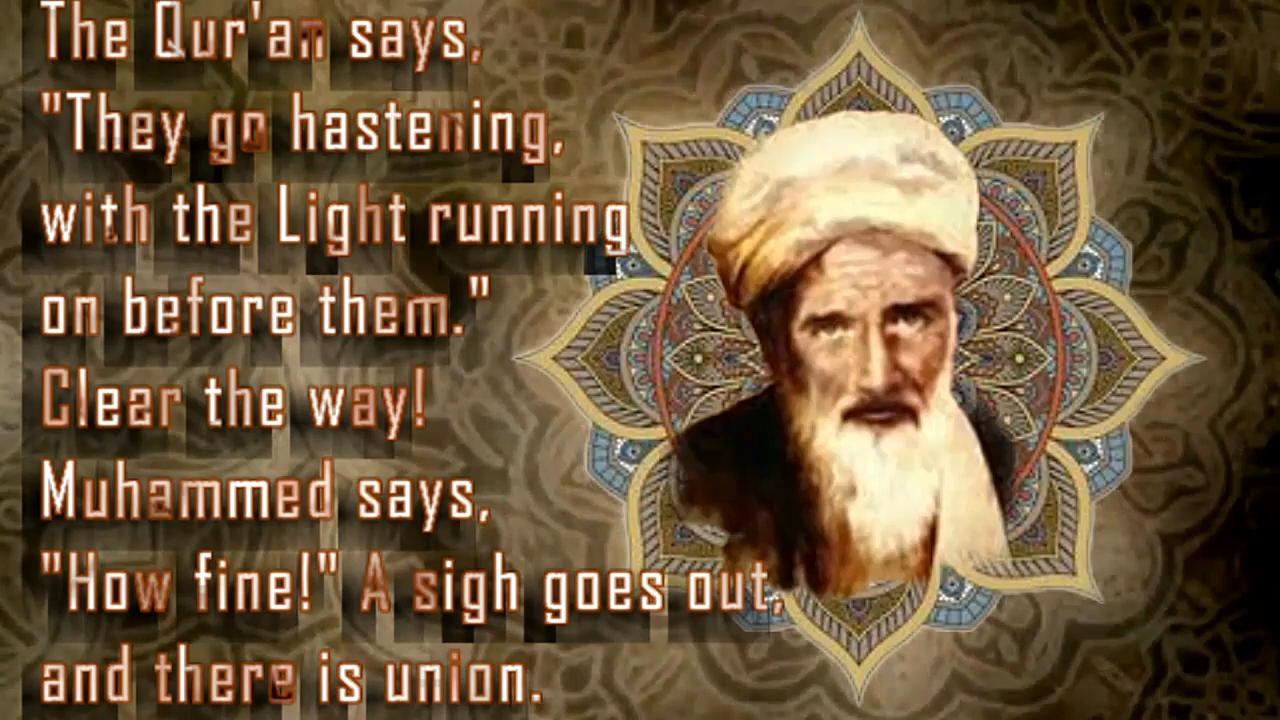 The Qur'an says,
"They go hastening,
with the Light running
on before them."
Clear the way!
Muhammed says,
"How fine!" A sigh goes out,
and there is union.